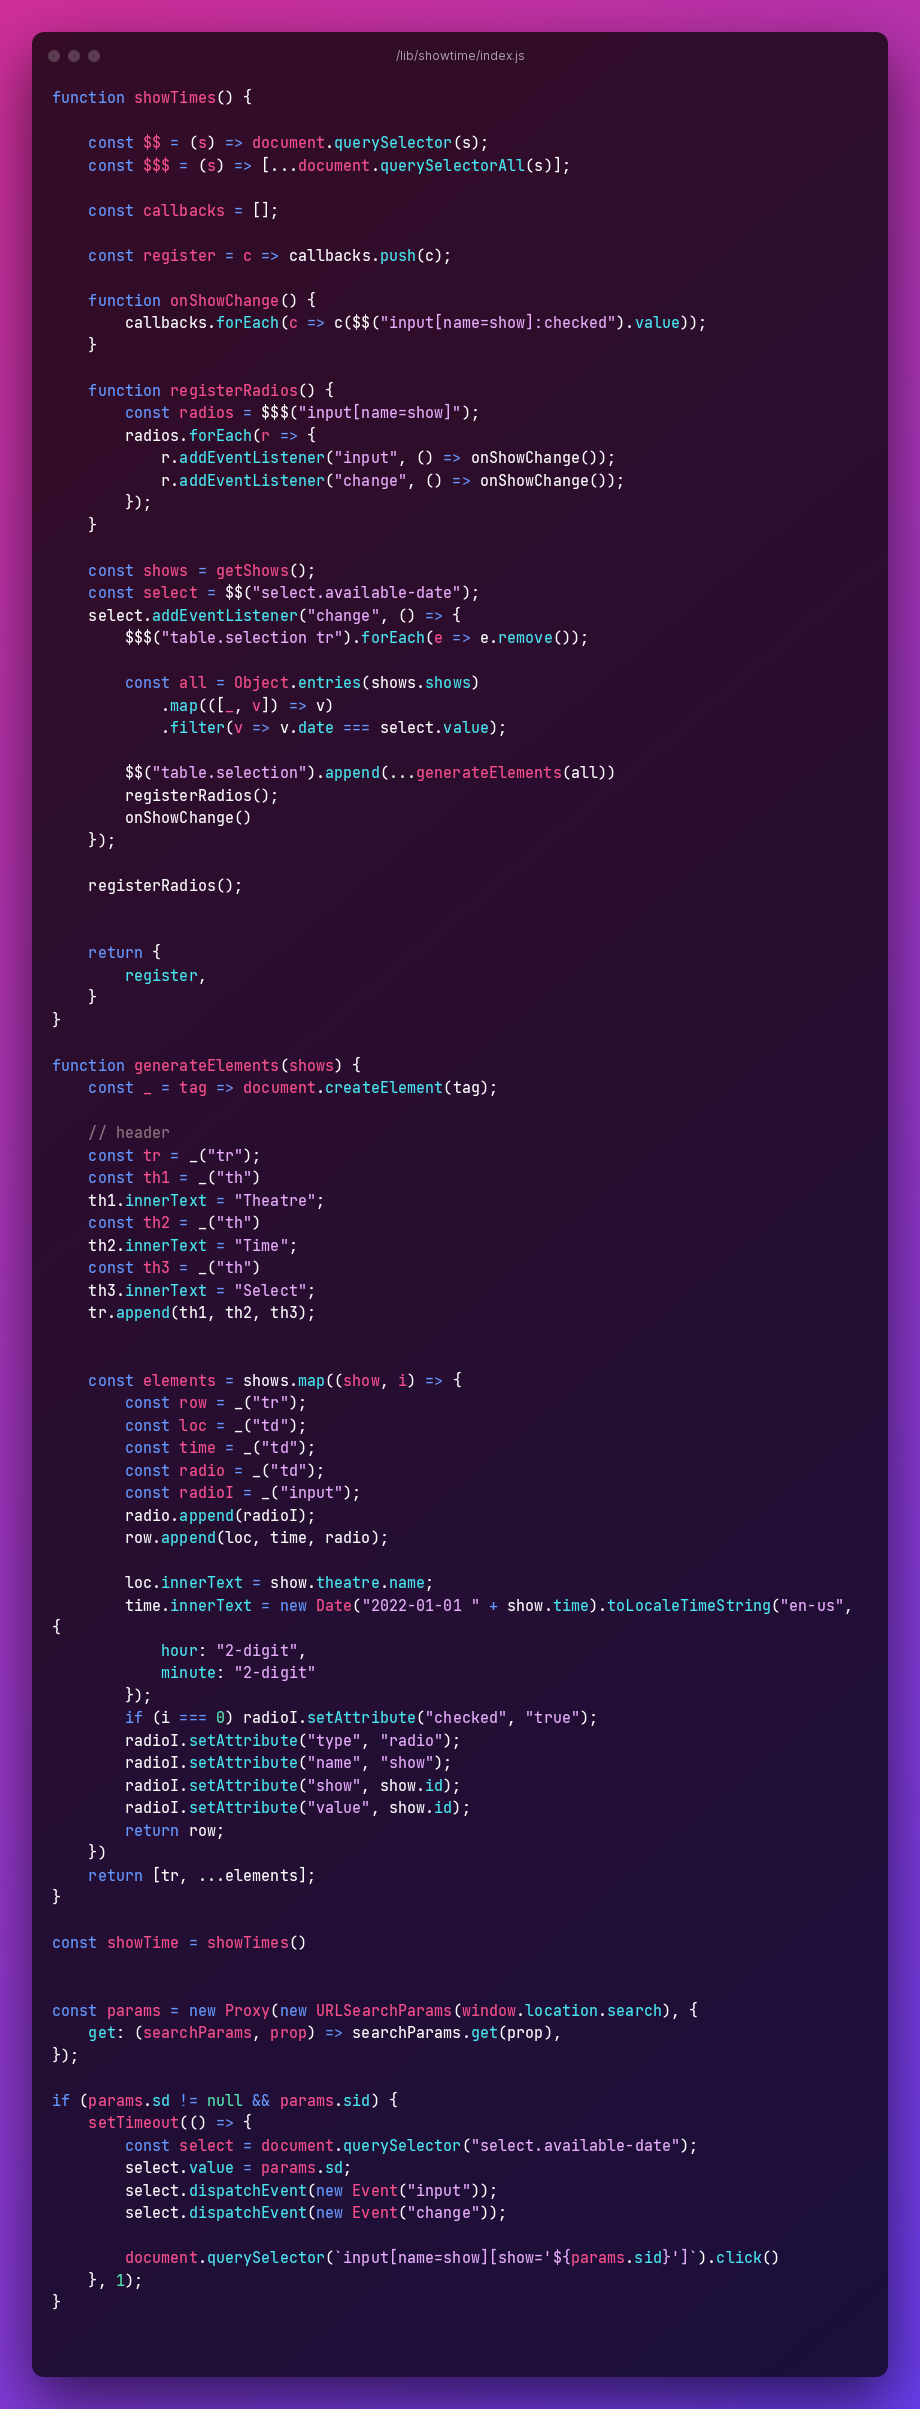 /lib/showtime/index.js
function showTimes() {
const $$ = (s) => document.querySelector(s);
const $$$ = (s) => [...document.querySelectorAll(s)];
const callbacks = [];
const register = c => callbacks.push(c);
function onShowChange() {
callbacks.forEach(c => c($$("input[name=show]:checked").value));
}
function registerRadios() {
const radios = $$$("input[name=show]");
radios.forEach(r => {
r.addEventListener("input", () => onShowChange());
r.addEventListener("change", () => onShowChange());
});
}
const shows = getShows();
const select = $$("select.available-date");
select.addEventListener("change", () => {
$$$("table.selection tr").forEach(e => e.remove());
const all = Object.entries(shows.shows)
.map(([_, v]) => v)
.filter(v => v.date === select.value);
$$("table.selection").append(...generateElements(all))
registerRadios();
onShowChange()
});
registerRadios();
return {
register,
}
}
function generateElements(shows) {
const _ = tag => document.createElement(tag);
// header
const tr = _("tr");
const th1 = _("th")
th1.innerText = "Theatre";
const th2 = _("th")
th2.innerText = "Time";
const th3 = _("th")
th3.innerText = "Select";
tr.append(th1, th2, th3);
const elements = shows.map((show, i) => {
const row = _("tr");
const loc = _("td");
const time = _("td");
const radio = _("td");
const radioI = _("input");
radio.append(radioI);
row.append(loc, time, radio);
loc.innerText = show.theatre.name;
time.innerText = new Date("2022-01-01 " + show.time).toLocaleTimeString("en-us",
{
hour: "2-digit",
minute: "2-digit"
});
if (i === 0) radioI.setAttribute("checked", "true");
radioI.setAttribute("type", "radio");
radioI.setAttribute("name", "show");
radioI.setAttribute("show", show.id);
radioI.setAttribute("value", show.id);
return row;
})
return [tr, ...elements];
}
const showTime = showTimes()
const params = new Proxy(new URLSearchParams(window.location.search), {
get: (searchParams, prop) => searchParams.get(prop),
});
if (params.sd != null && params.sid) {
setTimeout(() => {
const select = document.querySelector("select.available-date");
select.value = params.sd;
select.dispatchEvent(new Event("input"));
select.dispatchEvent(new Event("change"));
document.querySelector(`input[name=show][show='${params.sid}']`).click()
}, 1);
}